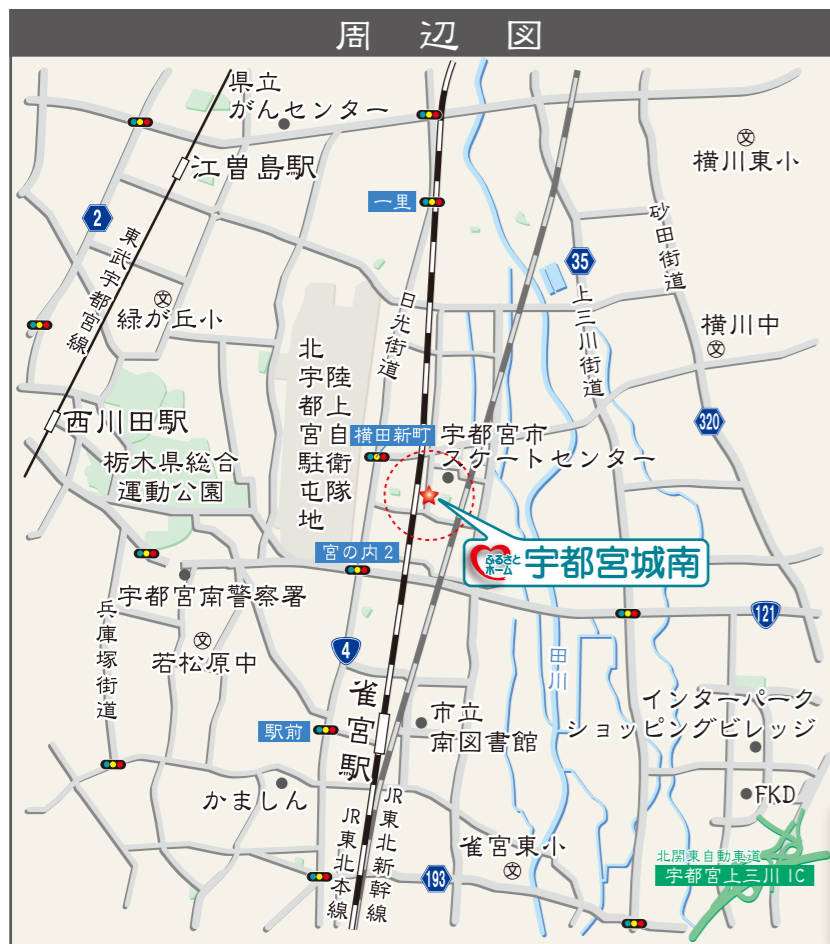 周辺図
県立
がんセンター
江曽島駅
横川東小
一里
2
砂田街道
東武宇都宮線
35
上三川街道
緑が丘小
日光街道
横川中
北宇都宮駐屯地
陸上自衛隊
320
西川田駅
横田新町
宇都宮市
スケートセンター
栃木県総合
運動公園
ふるさと
ホーム
宇都宮城南
宮の内2
宇都宮南警察署
121
兵庫塚街道
若松原中
4
田川
雀宮駅
インターパーク
ショッピングビレッジ
市立
南図書館
駅前
かましん
FKD
JR東北本線
JR東北新幹線
雀宮東小
193
北関東自動車道
宇都宮上三川 IC
文
文
文
文
文